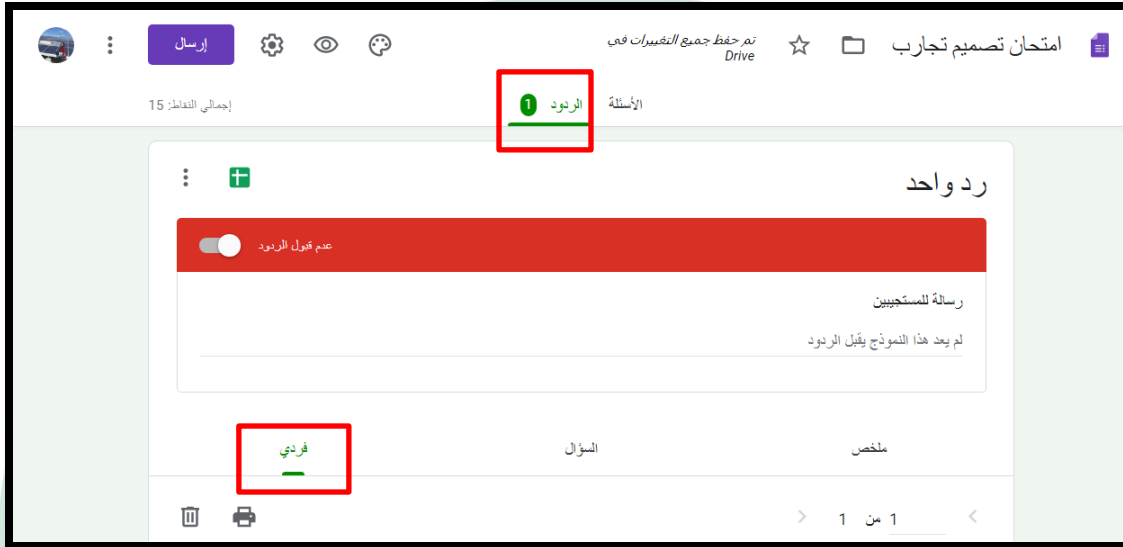 امتحان تصميم تجارب
تم حفظ جميع التغييرات في
Drive
إرسال
الأسئلة
الردود 1
إجمالي النقاط: 15
رد واحد
عدم قبول الردود
رسالة للمستجيبين
لم يعد هذا النموذج يقبل الردود
ملخص
السؤال
فردي
1 من 1